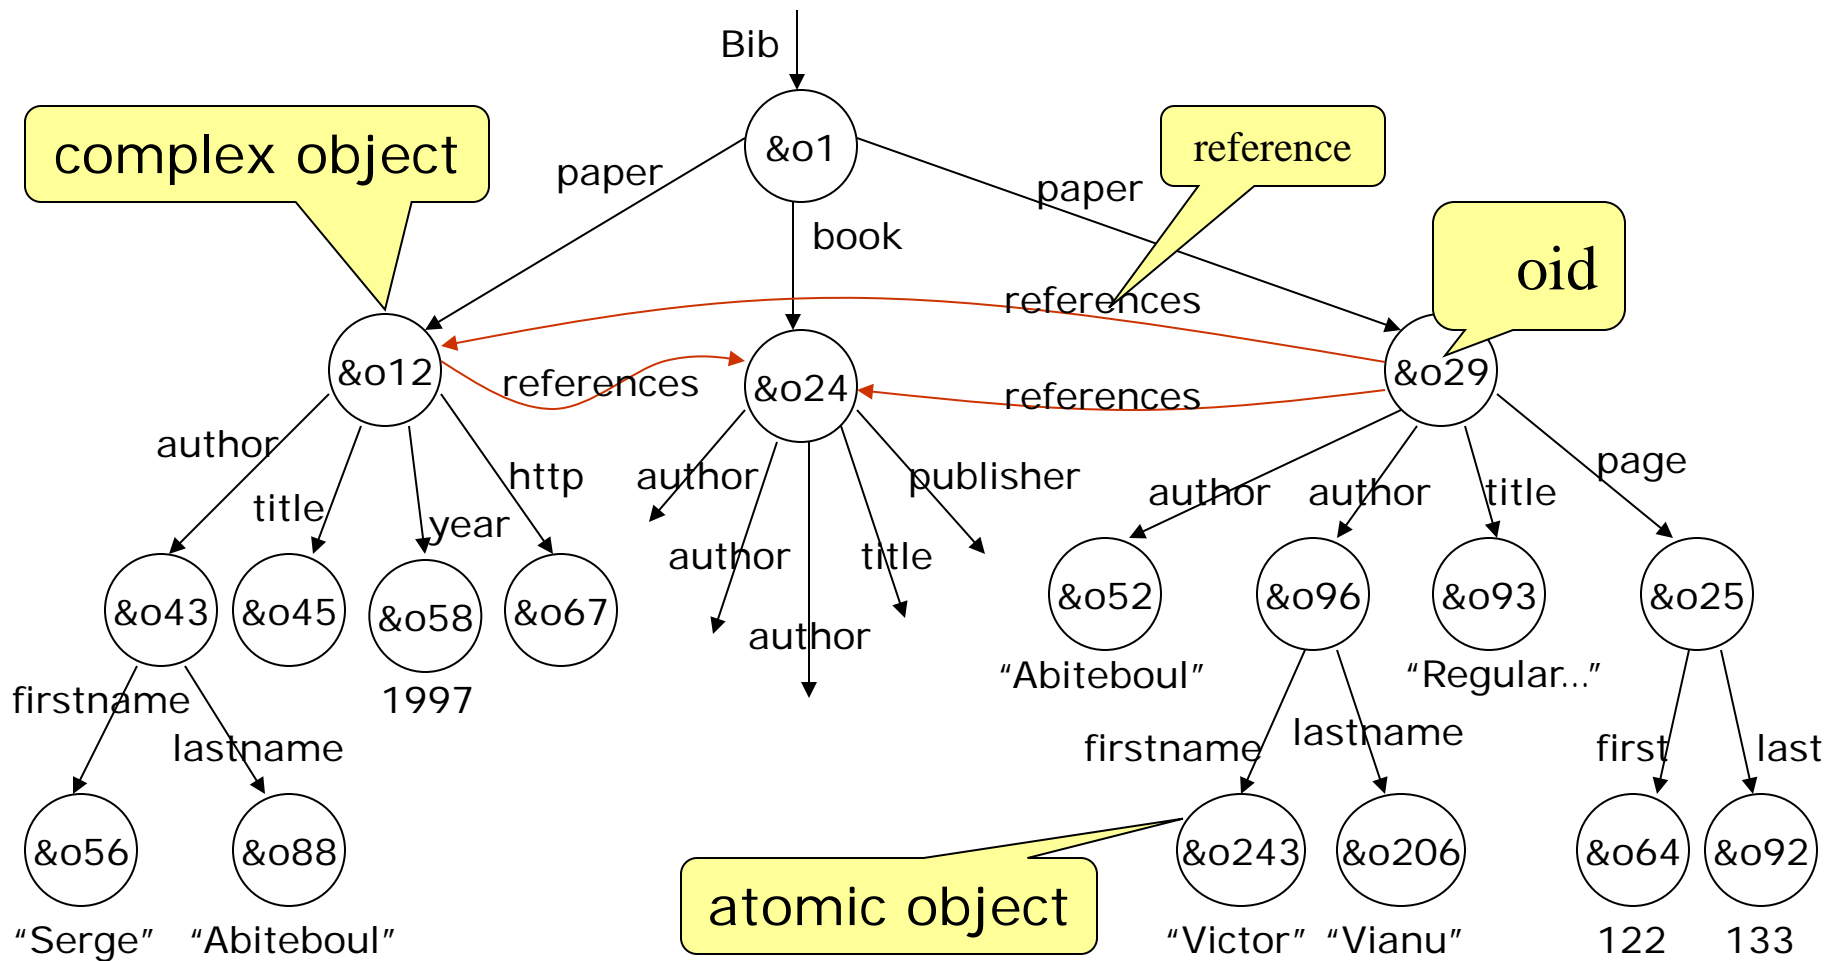 Bib
complex object
&o1
reference
paper
paper
book
oid
references
&o12
references
&o24
references
&o29
author
title
year
http
author
author
author
title
publisher
author
author
title
page
&o43
&o45
&o58
&o67
&o52
&o96
&o93
&o25
1997
“Abiteboul”
“Regular...”
firstname
lastname
firstname
lastname
first
last
&o56
&o88
&o243
&o206
&o64
&o92
atomic object
“Serge”
“Abiteboul”
“Victor”
“Vianu”
122
133